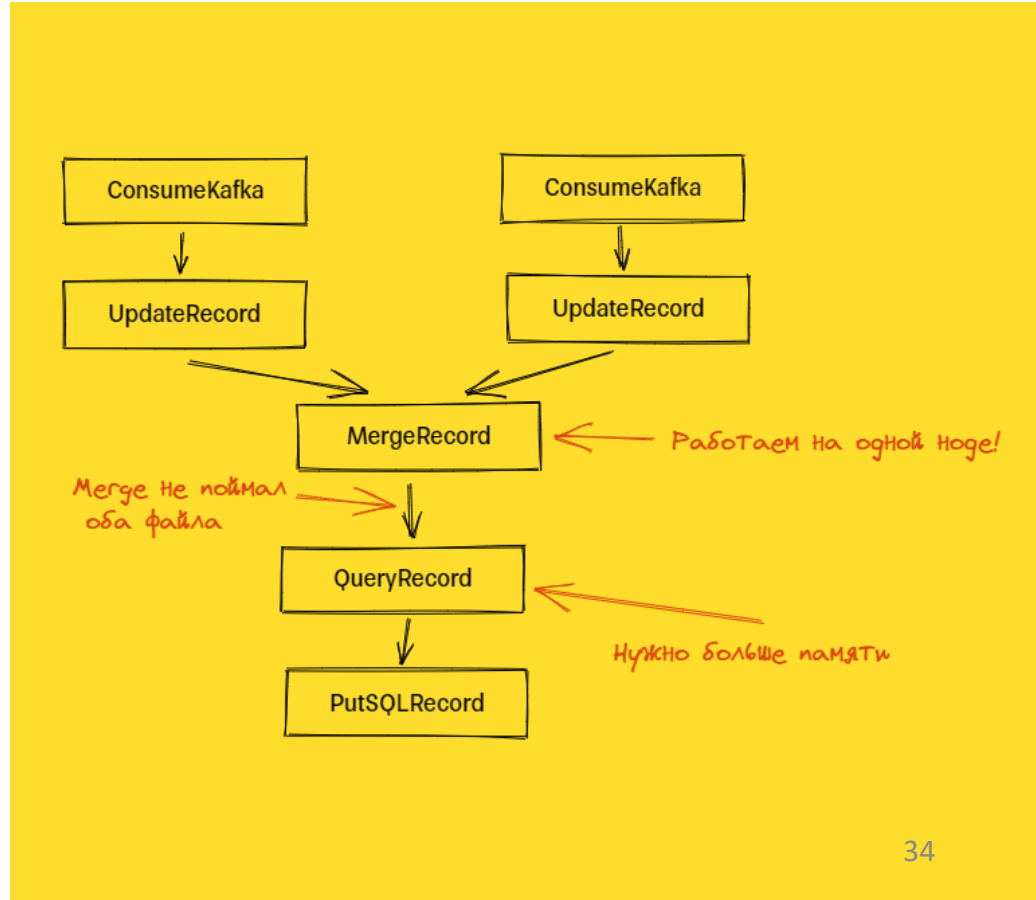 ConsumeKafka
ConsumeKafka
UpdateRecord
UpdateRecord
MergeRecord
Работаем на одной ноде!
Merge не поймал
оба файла
QueryRecord
Нужно больше памяти
PutSQLRecord
34